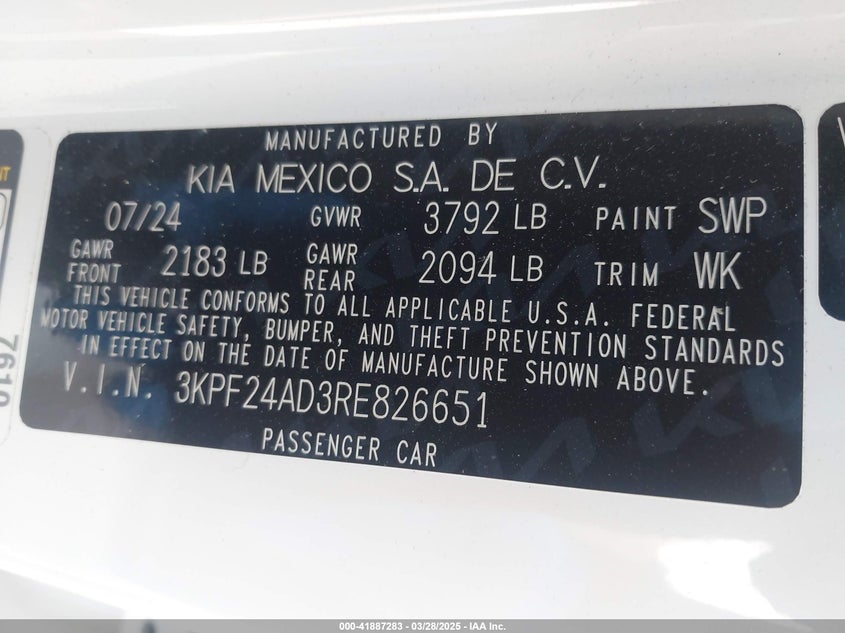 MANUFACTURED BY
KIA MEXICO S.A. DE C.V.
07/24 GVWR 3792 LB PAINT SWP
GAWR FRONT 2183 LB GAWR REAR 2094 LB TRIM WK
THIS VEHICLE CONFORMS TO ALL APPLICABLE U.S.A. FEDERAL
MOTOR VEHICLE SAFETY, BUMPER, AND THEFT PREVENTION STANDARDS
IN EFFECT ON THE DATE OF MANUFACTURE SHOWN ABOVE.
V.I.N. 3KPF24AD3RE826651
PASSENGER CAR
000-41887283 / 03/28/2025 - IAA Inc.